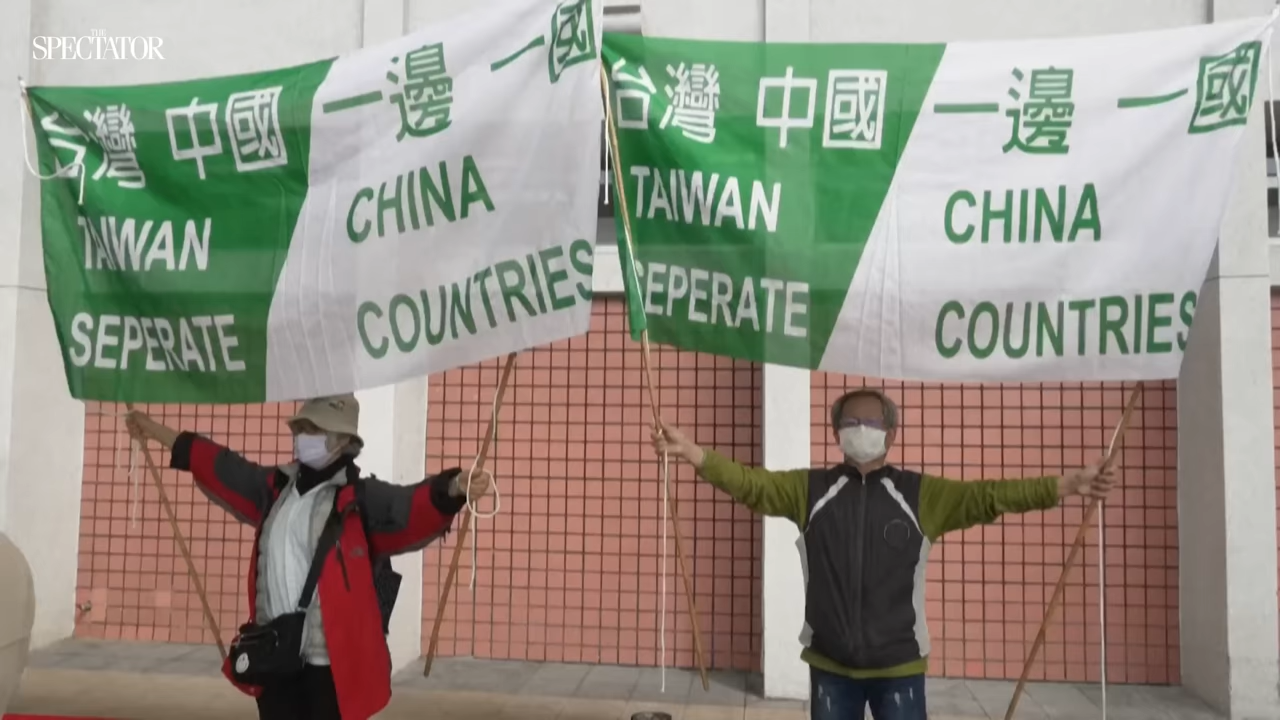 THE
SPECTATOR
台灣 中國 一邊 一國
TAIWAN CHINA
SEPERATE COUNTRIES
台灣 中國 一邊 一國
TAIWAN CHINA
SEPERATE COUNTRIES